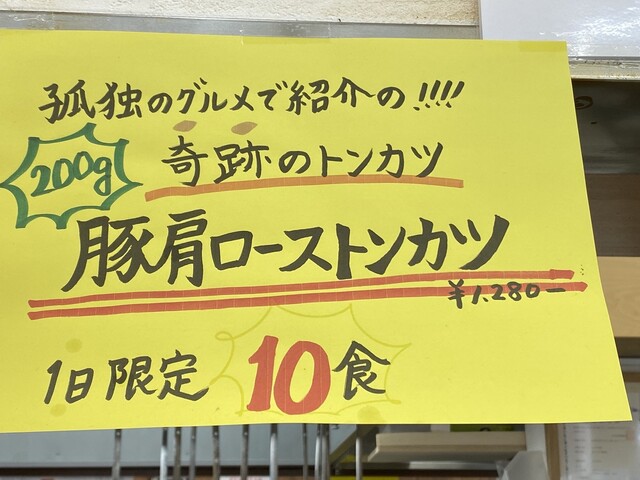 孤独のグルメで紹介の!!!!
200g
奇跡のトンカツ
豚肩ローストンカツ
¥1,280ー
1日限定 10食